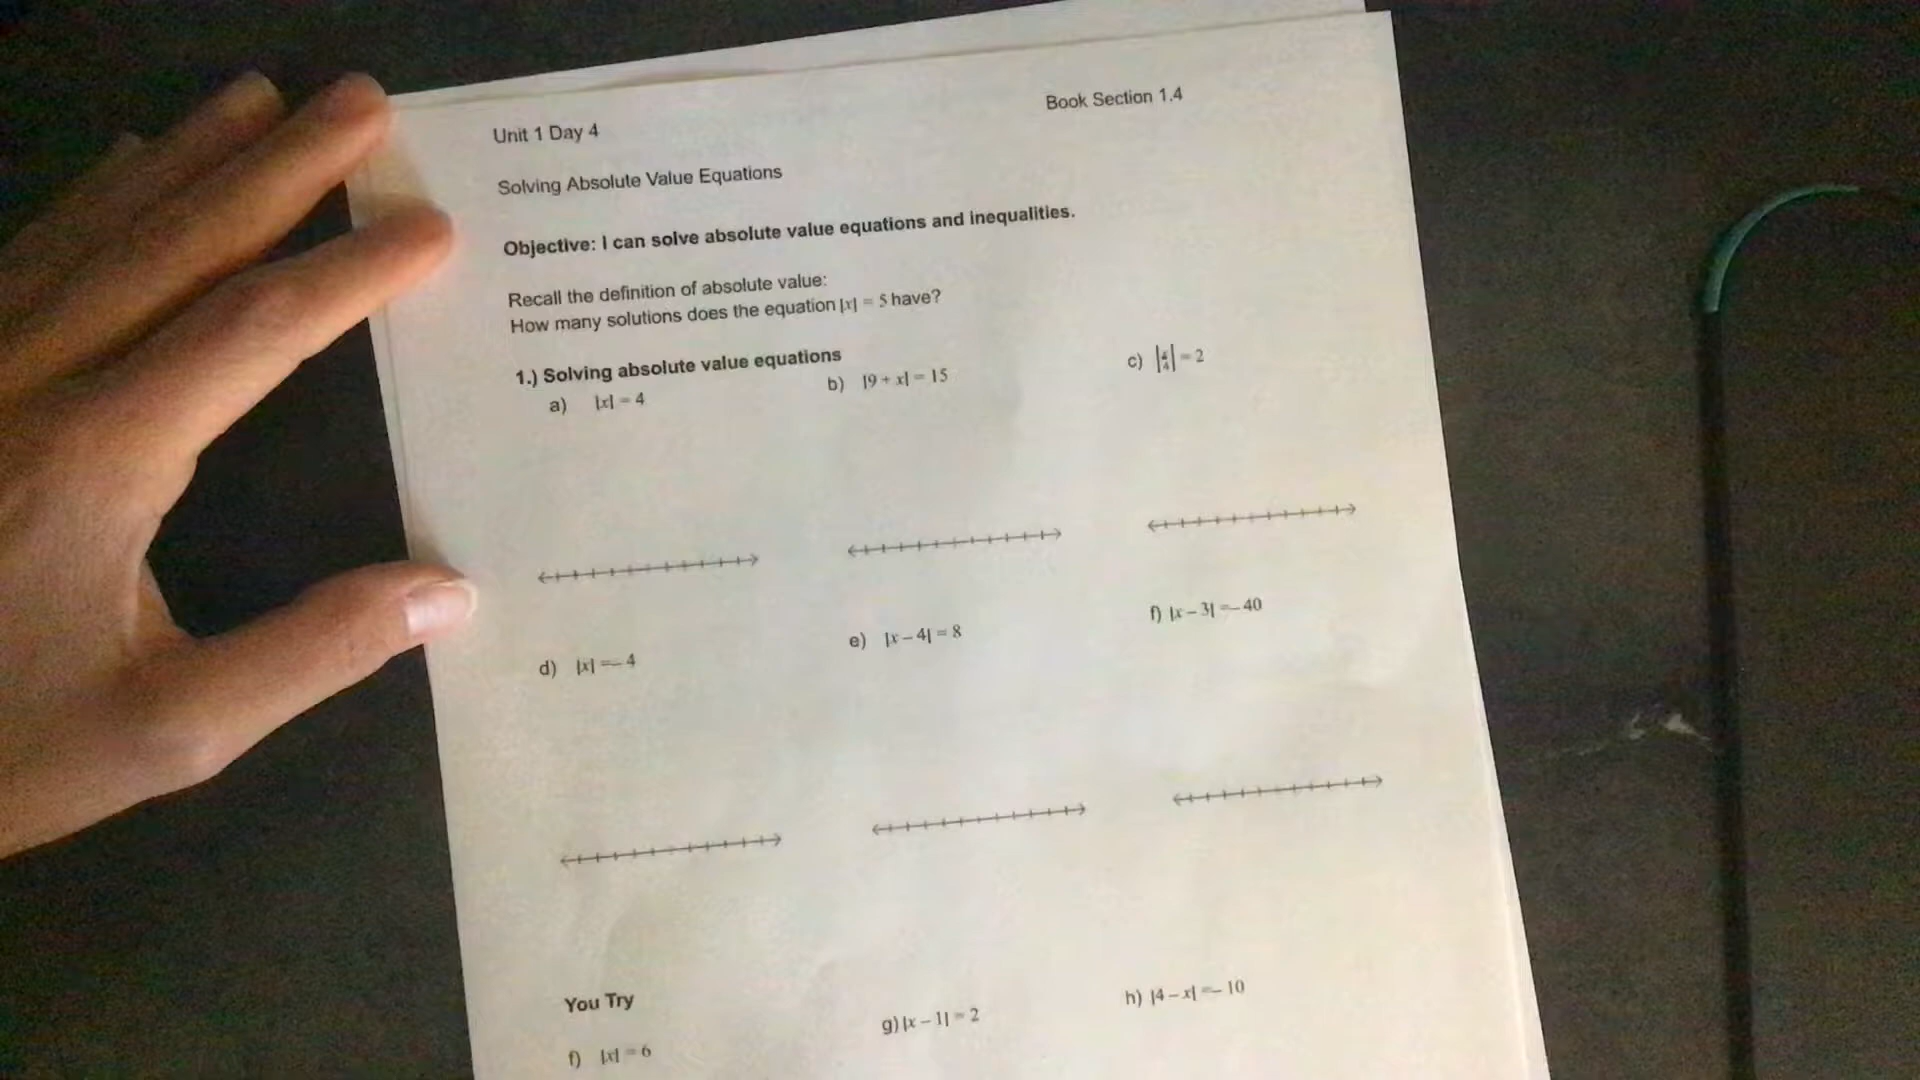 Unit 1 Day 4 Book Section 1.4
Solving Absolute Value Equations
Objective: I can solve absolute value equations and inequalities.
Recall the definition of absolute value:
How many solutions does the equation |x| = 5 have?
1.) Solving absolute value equations
a) |x| = 4 b) |9 + x| = 15 c) |x/4| = 2
d) |x| = – 4 e) |x – 4| = 8 f) |x – 3| = – 40
You Try
f) |x| = 6 g) |x – 1| = 2 h) |4 – x| = – 10